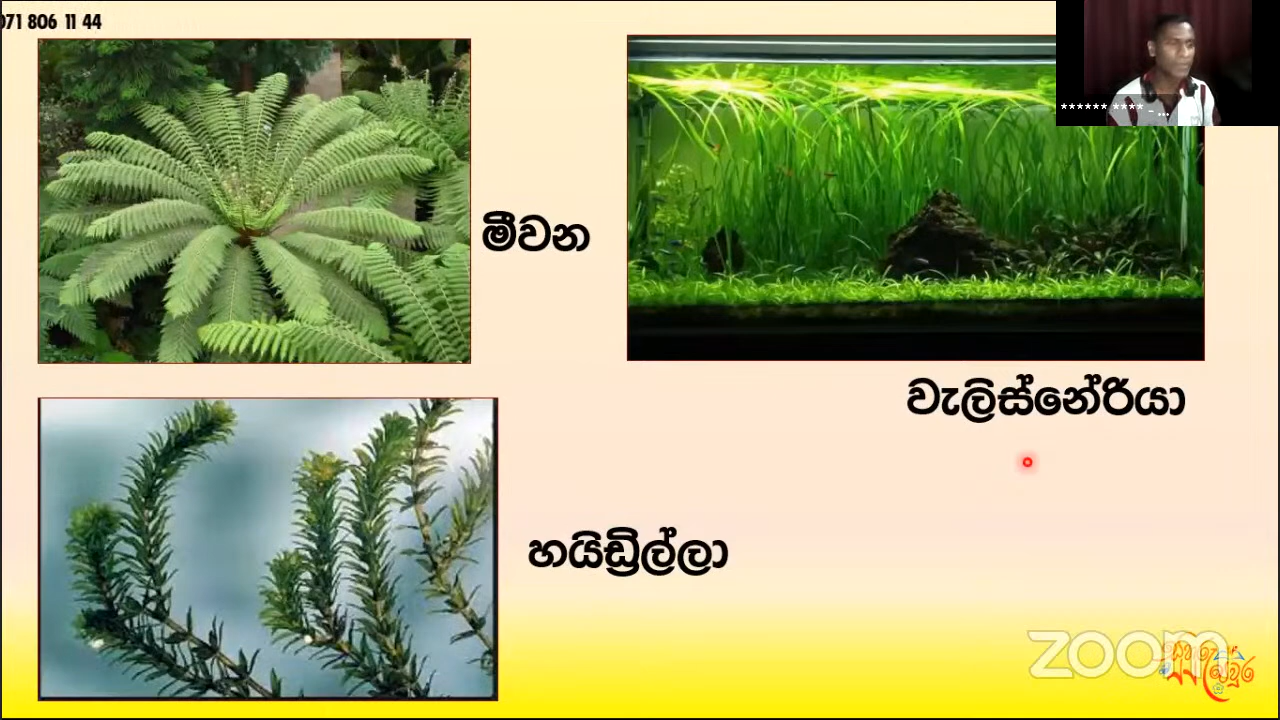 071 806 11 44
****** **** - ...
මීවන
වැලිස්නේරියා
හයිඩ්‍රිල්ලා
zoom